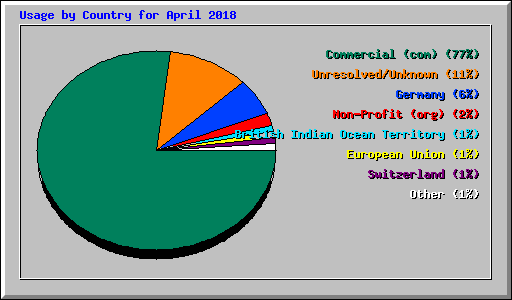 Usage by Country for April 2018
Commercial (com) (77%)
Unresolved/Unknown (11%)
Germany (6%)
Non-Profit (org) (2%)
British Indian Ocean Territory (1%)
European Union (1%)
Switzerland (1%)
Other (1%)